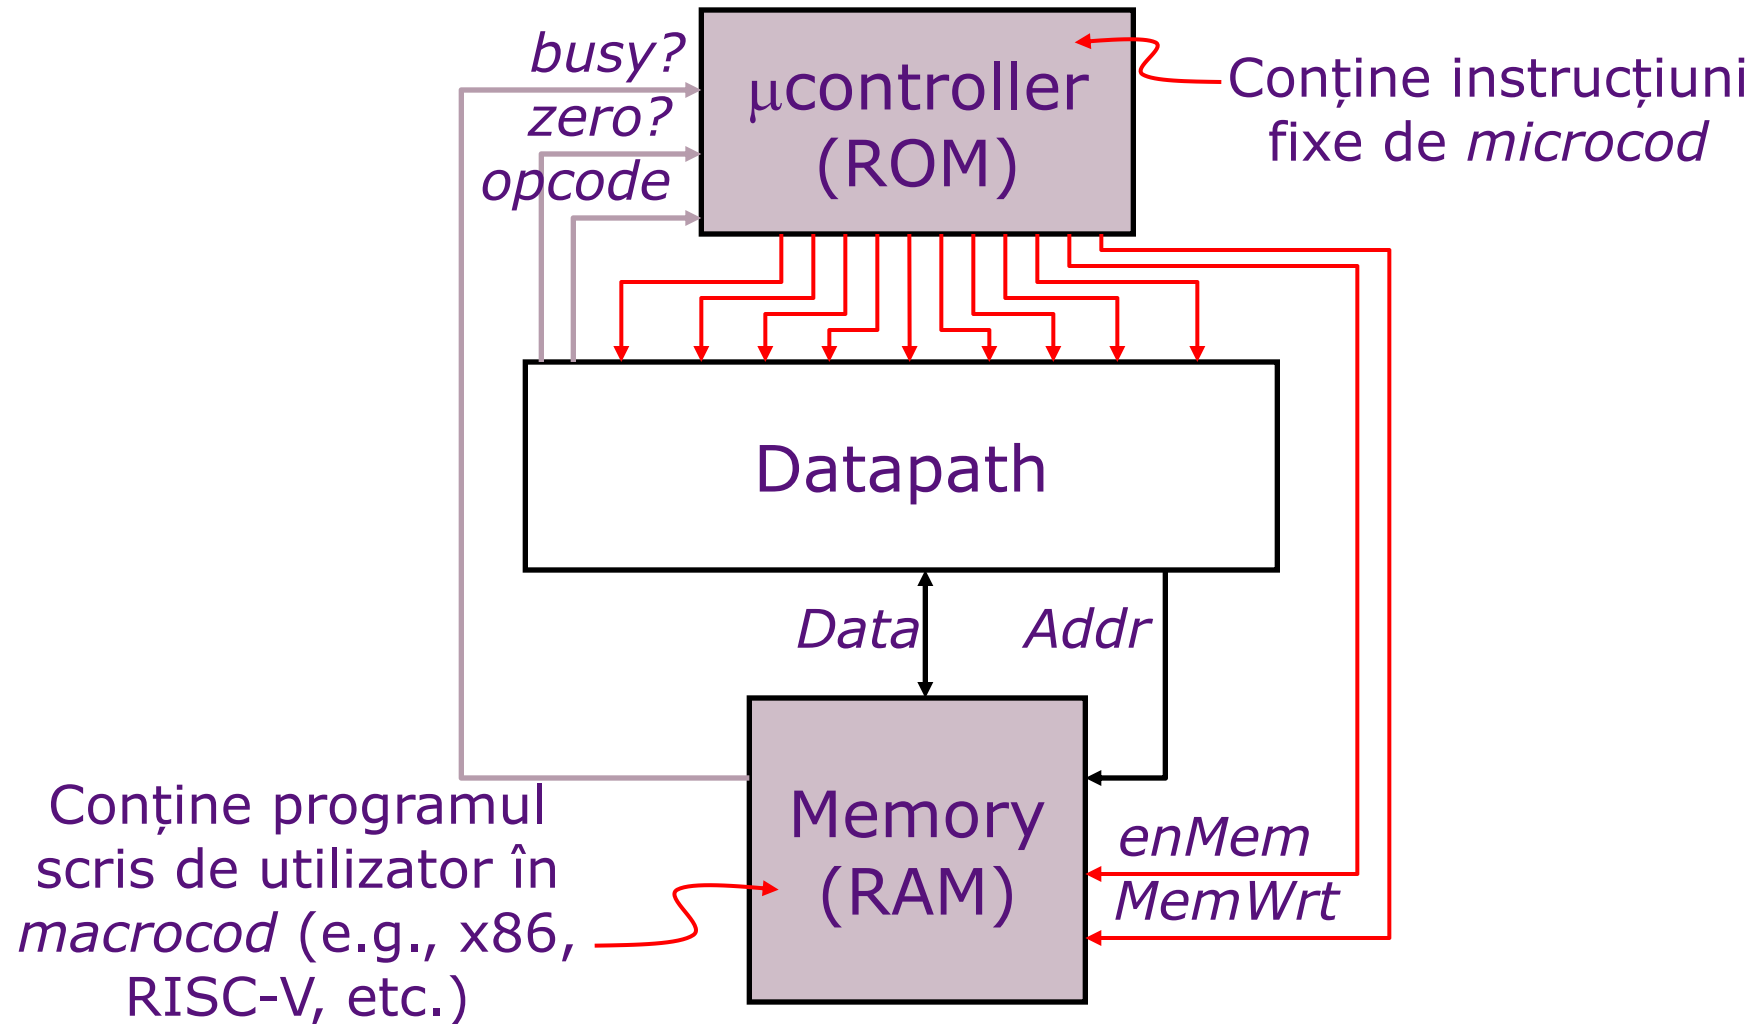 busy?
zero?
opcode
μcontroller
(ROM)
Conține instrucțiuni
fixe de microcod
Datapath
Data
Addr
Memory
(RAM)
enMem
MemWrt
Conține programul
scris de utilizator în
macrocod (e.g., x86,
RISC-V, etc.)